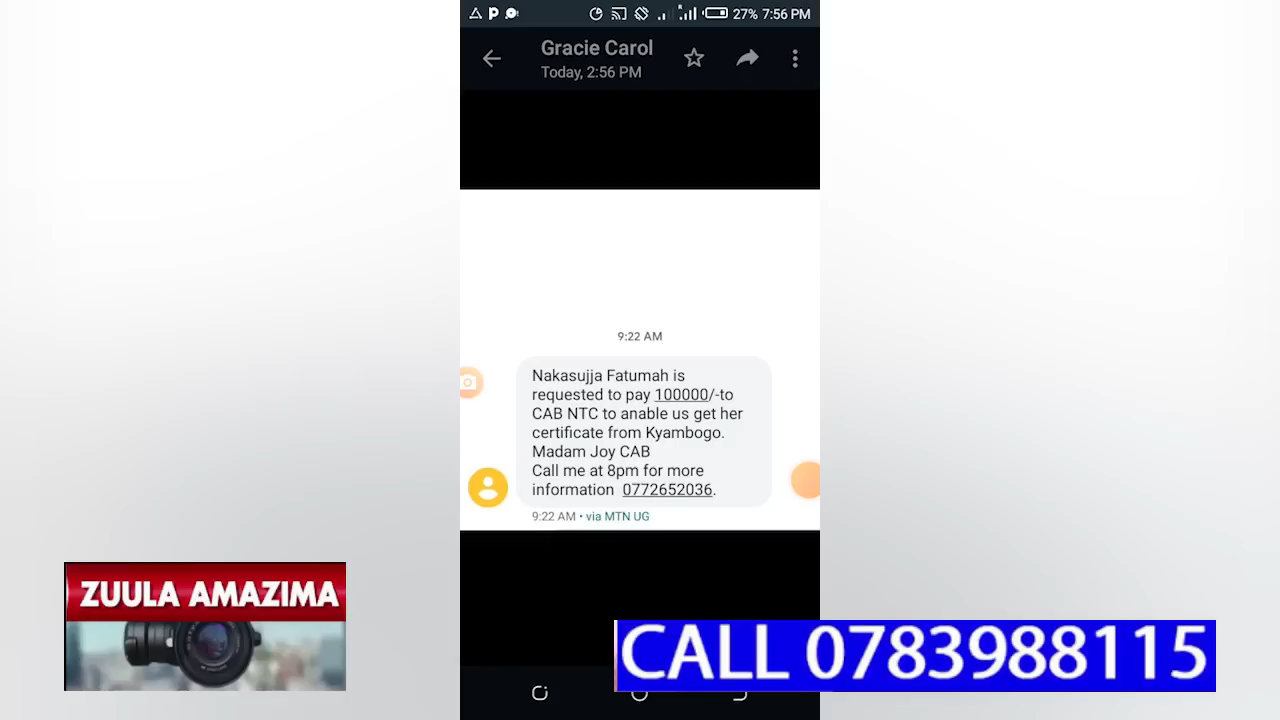 27% 7:56 PM
Gracie Carol
Today, 2:56 PM
9:22 AM
Nakasujja Fatumah is
requested to pay 100000/-to
CAB NTC to anable us get her
certificate from Kyambogo.
Madam Joy CAB
Call me at 8pm for more
information 0772652036.
9:22 AM • via MTN UG
ZUULA AMAZIMA
CALL 0783988115